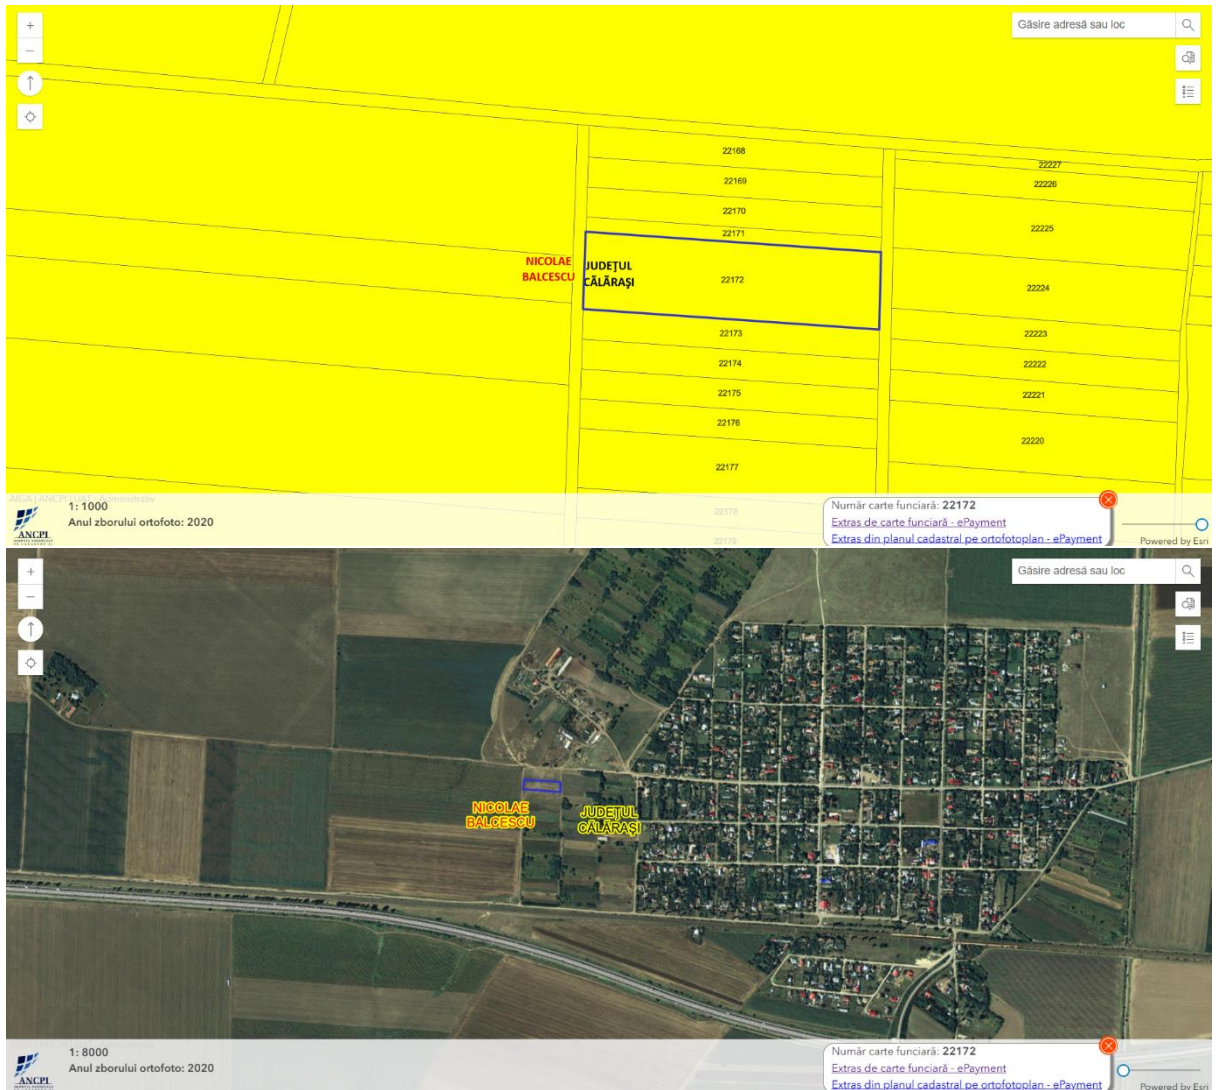 +
Găsire adresă sau loc
−
22168
22227
22169
22226
22170
22225
22171
NICOLAE
BALCESCU
JUDEȚUL
CĂLĂRAȘI
22172
22224
22173
22223
22174
22222
22175
22221
22176
22220
22177
22178
22179
1: 1000
Anul zborului ortofoto: 2020
ANCPI
Număr carte funciară: 22172
Extras de carte funciară - ePayment
Extras din planul cadastral pe ortofotoplan - ePayment
Powered by Esri
+
Găsire adresă sau loc
−
NICOLAE
BALCESCU
JUDEȚUL
CĂLĂRAȘI
1: 8000
Anul zborului ortofoto: 2020
ANCPI
Număr carte funciară: 22172
Extras de carte funciară - ePayment
Extras din planul cadastral pe ortofotoplan - ePayment
Powered by Esri